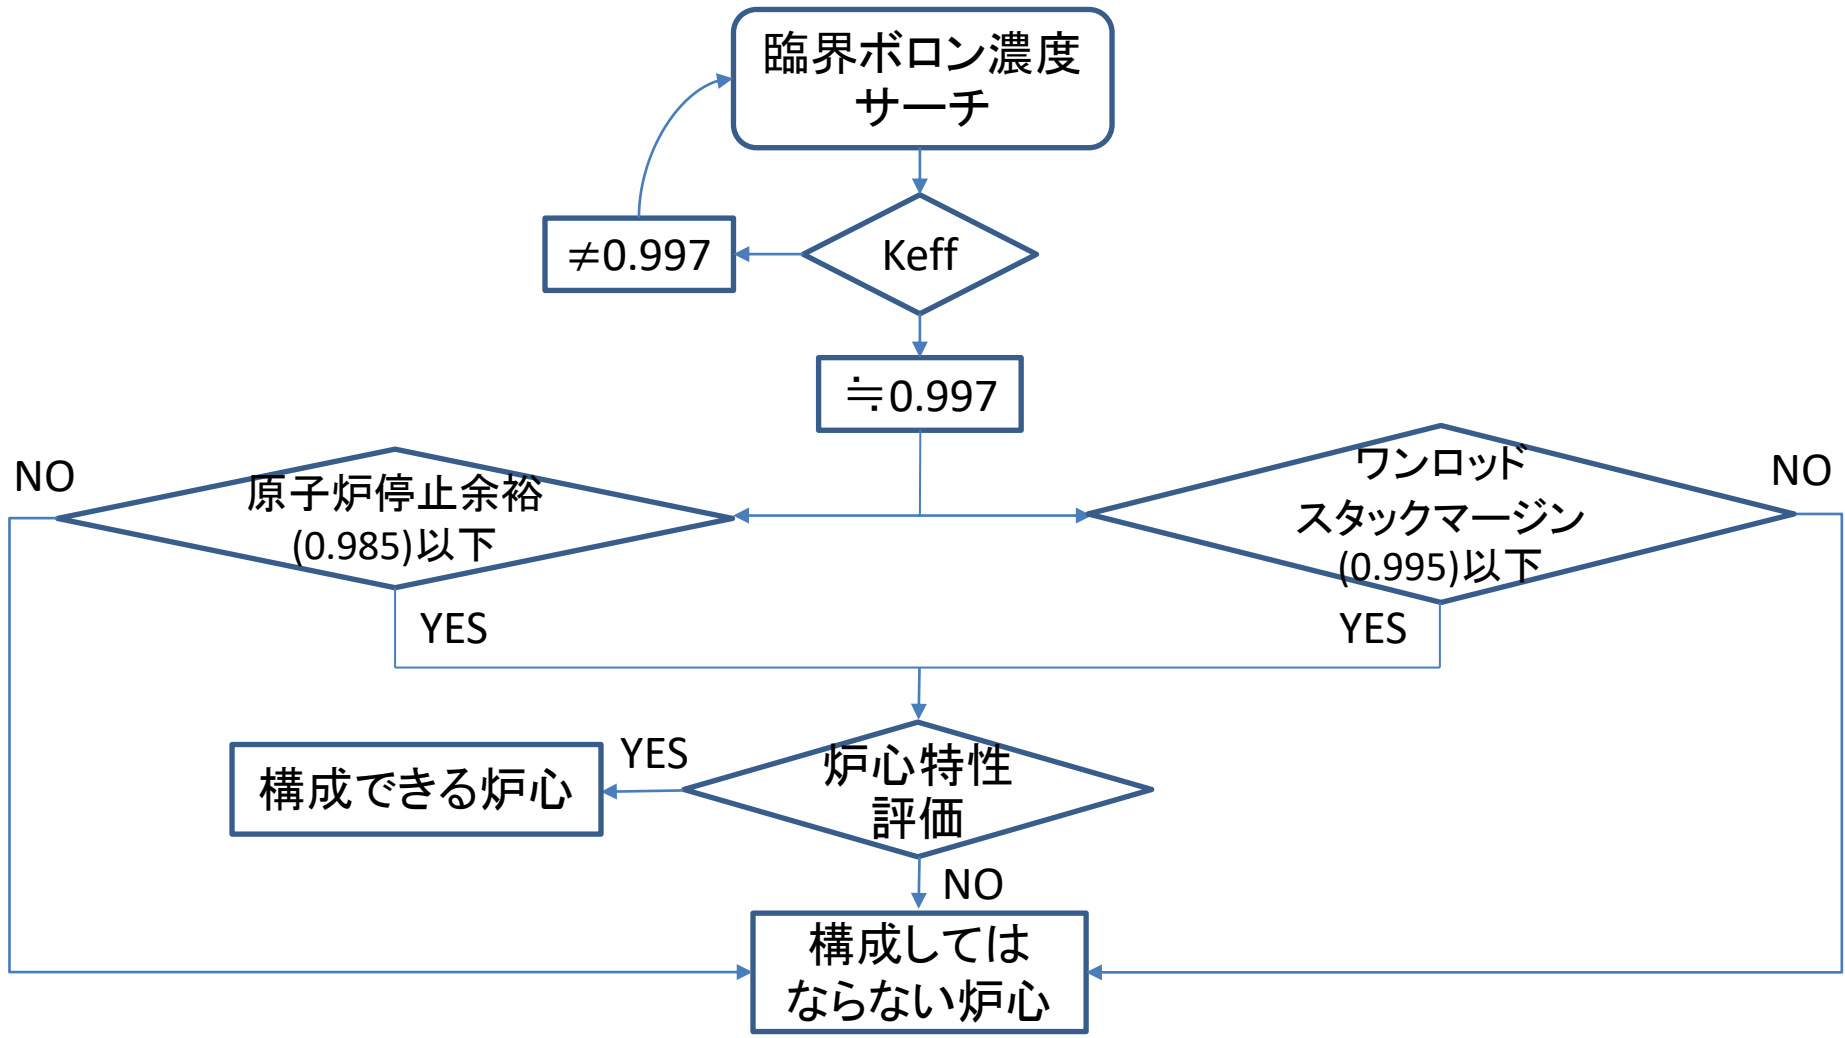 臨界ボロン濃度
サーチ
≠0.997
Keff
≒0.997
NO
原子炉停止余裕
(0.985)以下
YES
ワンロッド
スタックマージン
(0.995)以下
NO
YES
炉心特性
評価
YES
構成できる炉心
NO
構成しては
ならない炉心